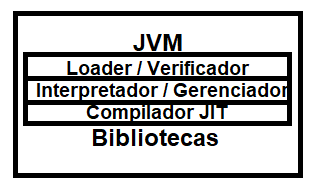 JVM
Loader / Verificador
Interpretador / Gerenciador
Compilador JIT
Bibliotecas